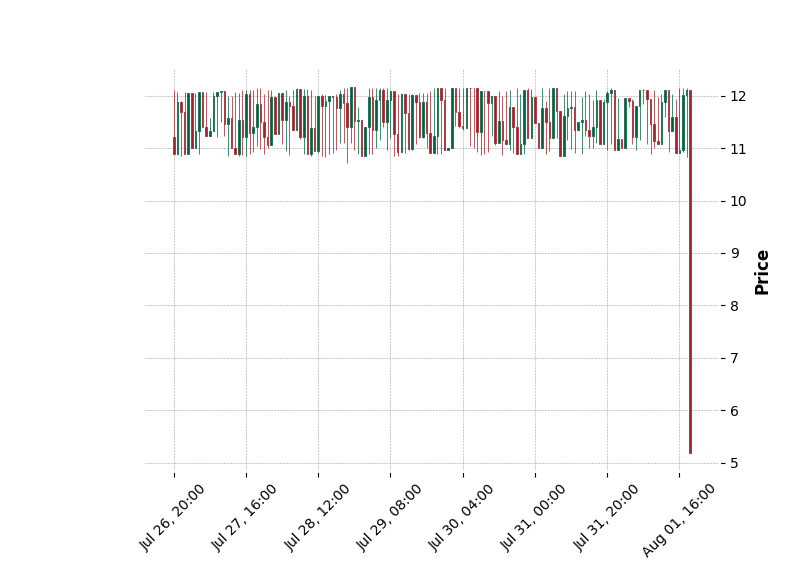 12
11
10
9
8
7
6
5
Price
Jul 26, 20:00
Jul 27, 16:00
Jul 28, 12:00
Jul 29, 08:00
Jul 30, 04:00
Jul 31, 00:00
Jul 31, 20:00
Aug 01, 16:00